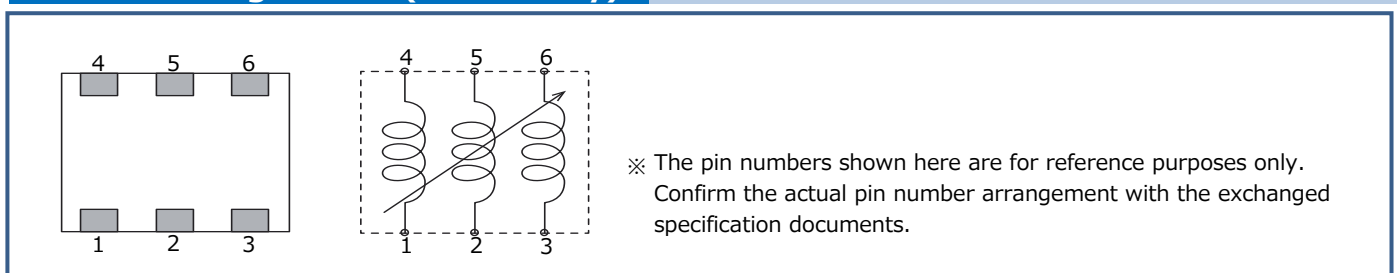 4 5 6
1 2 3
4 5 6
1 2 3
※ The pin numbers shown here are for reference purposes only.
Confirm the actual pin number arrangement with the exchanged
specification documents.